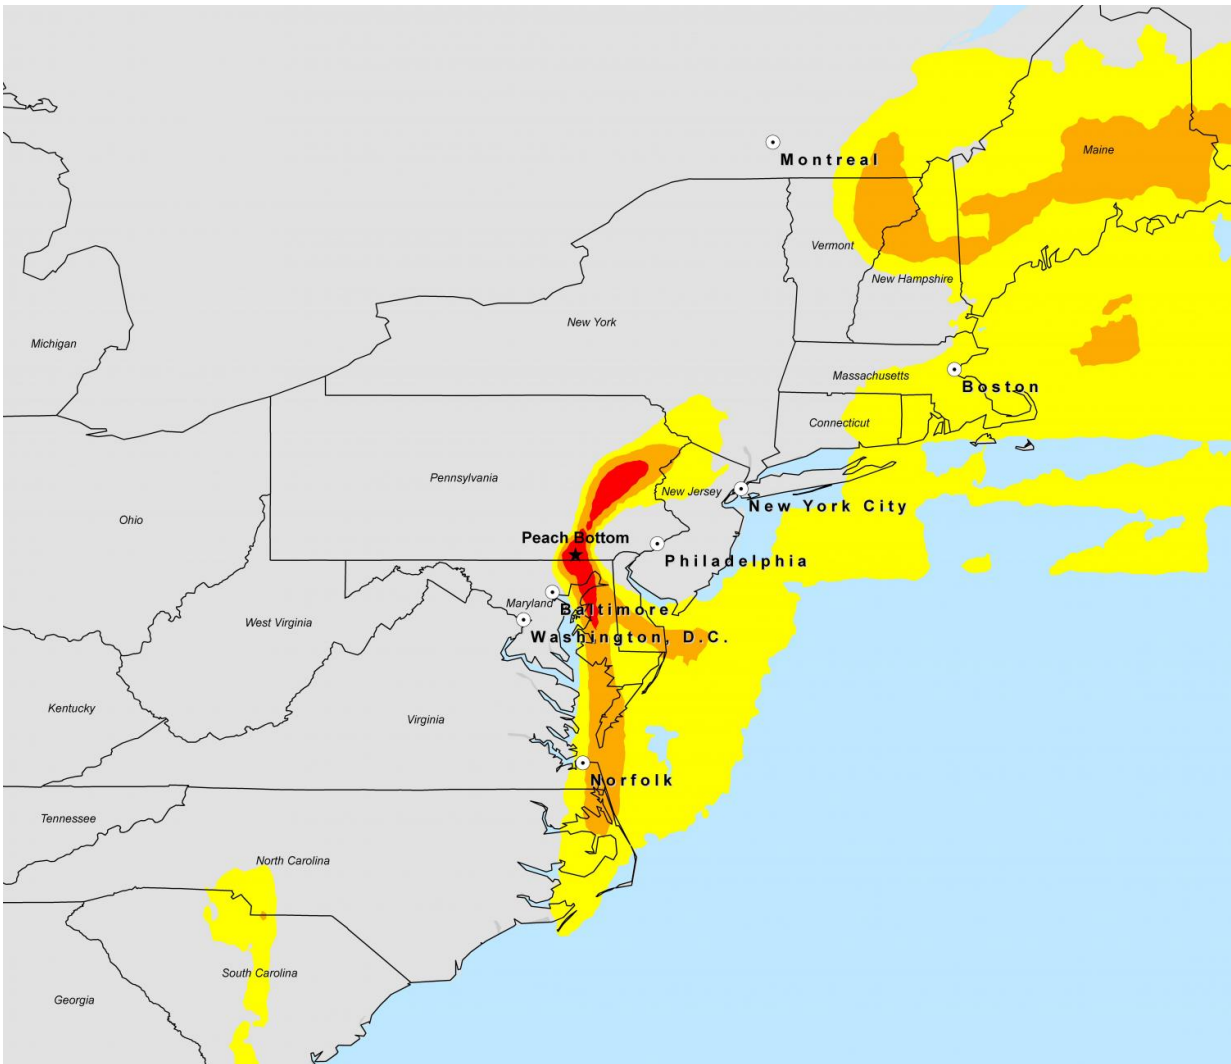 Montreal
Maine
Vermont
New Hampshire
New York
Michigan
Massachusetts
Boston
Connecticut
Pennsylvania
New Jersey
New York City
Ohio
Peach Bottom
Philadelphia
Maryland
Baltimore
West Virginia
Washington, D.C.
Kentucky
Virginia
Norfolk
Tennessee
North Carolina
South Carolina
Georgia